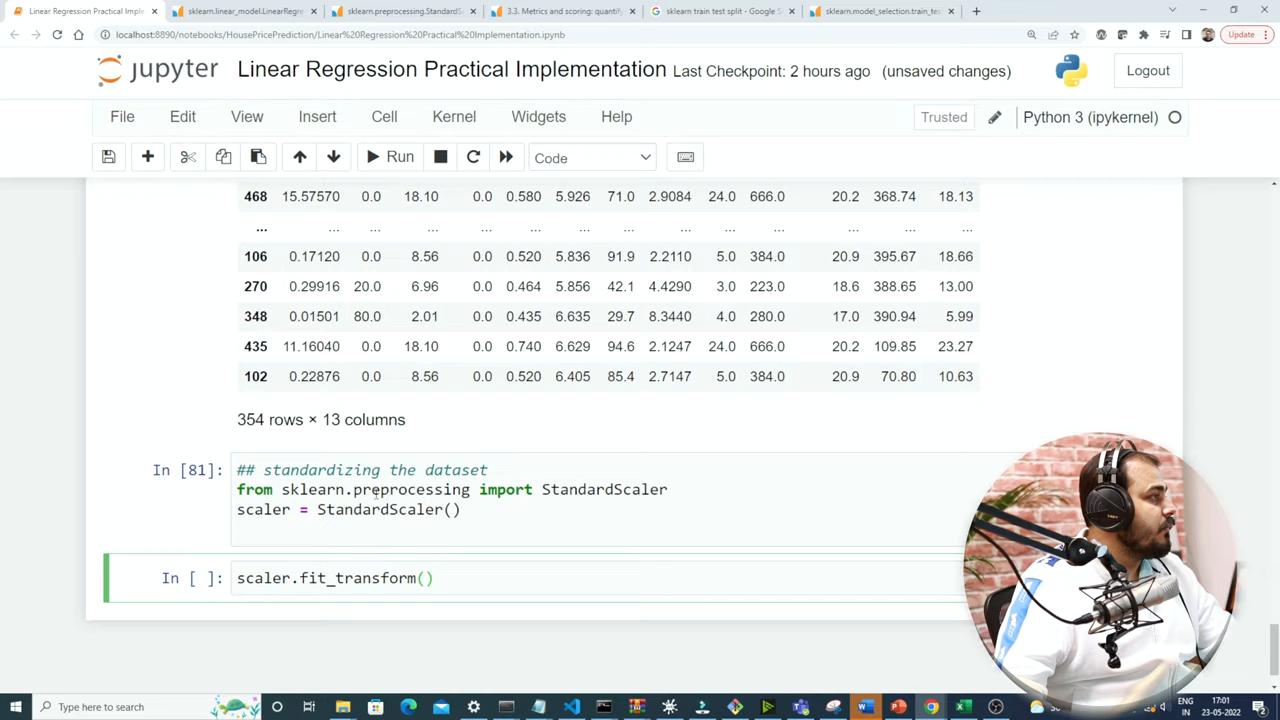 Linear Regression Practical Imple
sklearn.linear_model.LinearRegre
sklearn.preprocessing.StandardS
3.3. Metrics and scoring: quantify
sklearn train test split - Google S
sklearn.model_selection.train_tes
localhost:8890/notebooks/HousePricePrediction/Linear%20Regression%20Practical%20Implementation.ipynb
Update
jupyter Linear Regression Practical Implementation Last Checkpoint: 2 hours ago (unsaved changes)
Logout
File Edit View Insert Cell Kernel Widgets Help
Trusted
Python 3 (ipykernel)
Run
Code
468 15.57570 0.0 18.10 0.0 0.580 5.926 71.0 2.9084 24.0 666.0 20.2 368.74 18.13
... ... ... ... ... ... ... ... ... ... ... ... ... ...
106 0.17120 0.0 8.56 0.0 0.520 5.836 91.9 2.2110 5.0 384.0 20.9 395.67 18.66
270 0.29916 20.0 6.96 0.0 0.464 5.856 42.1 4.4290 3.0 223.0 18.6 388.65 13.00
348 0.01501 80.0 2.01 0.0 0.435 6.635 29.7 8.3440 4.0 280.0 17.0 390.94 5.99
435 11.16040 0.0 18.10 0.0 0.740 6.629 94.6 2.1247 24.0 666.0 20.2 109.85 23.27
102 0.22876 0.0 8.56 0.0 0.520 6.405 85.4 2.7147 5.0 384.0 20.9 70.80 10.63
354 rows × 13 columns
In [81]: ## standardizing the dataset
from sklearn.preprocessing import StandardScaler
scaler = StandardScaler()
In [ ]: scaler.fit_transform()
Type here to search
ENG
IN
17:01
23-05-2022